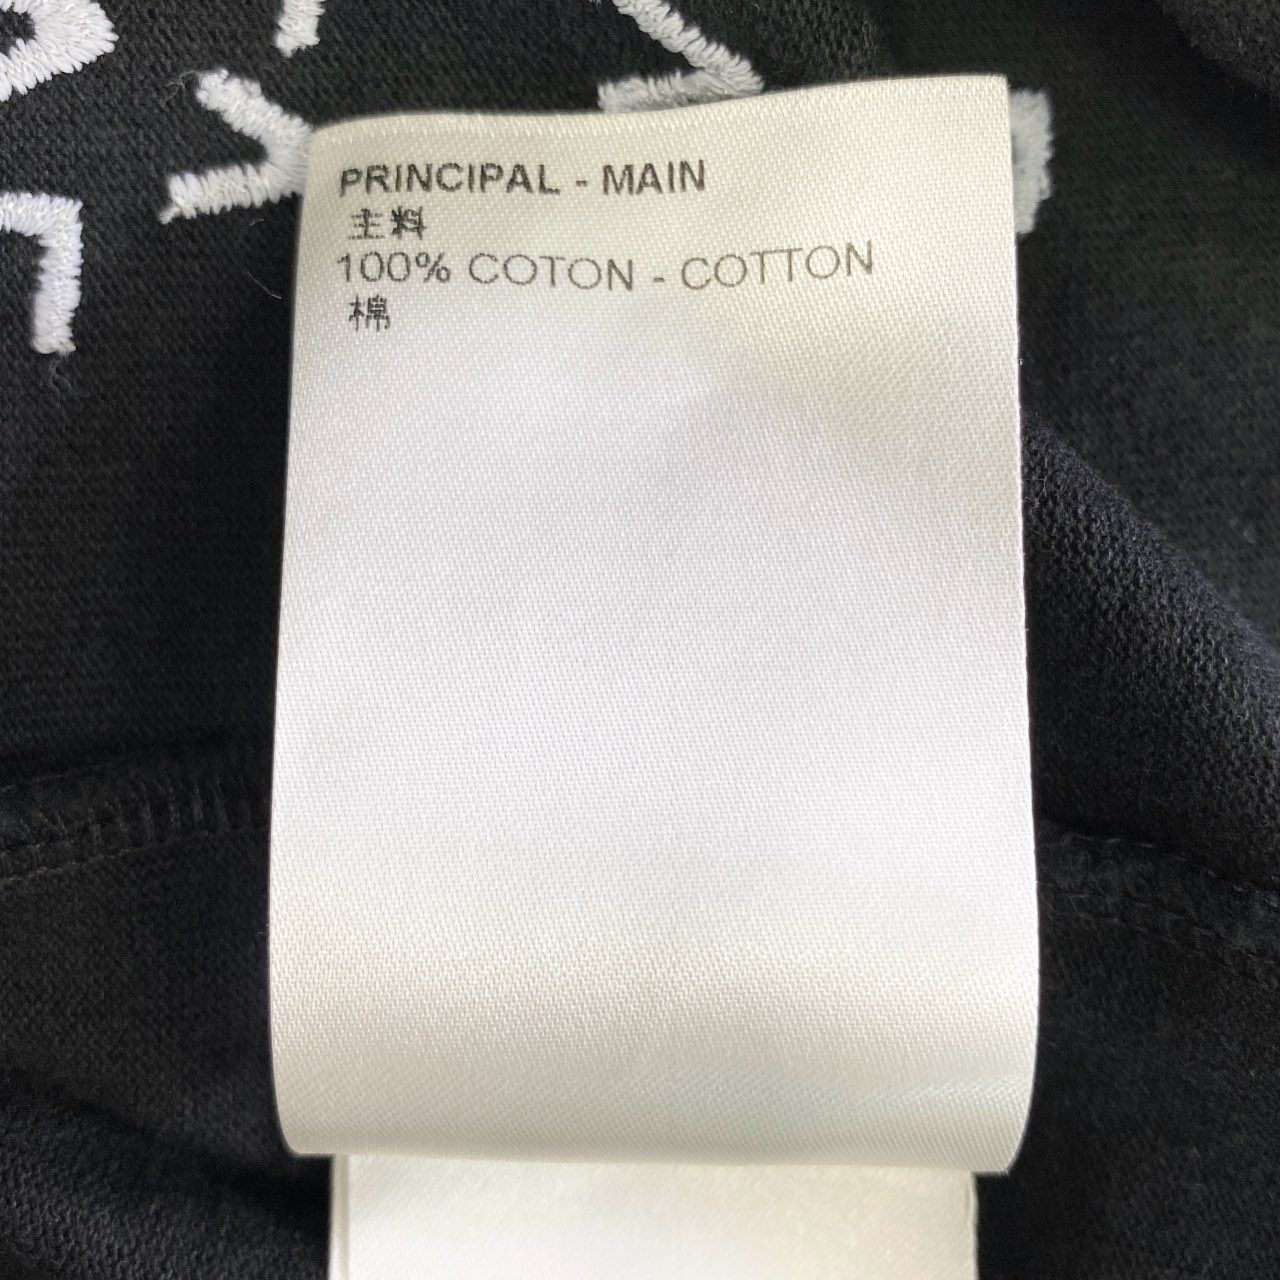 PRINCIPAL - MAIN
主料
100% COTON - COTTON
棉